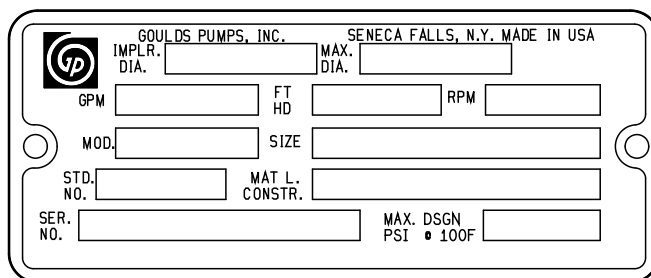 GOULDS PUMPS, INC. SENECA FALLS, N.Y. MADE IN USA
Gp IMPLR. DIA. MAX. DIA.
GPM FT HD RPM
MOD. SIZE
STD. NO. MAT L. CONSTR.
SER. NO. MAX. DSGN PSI @ 100F